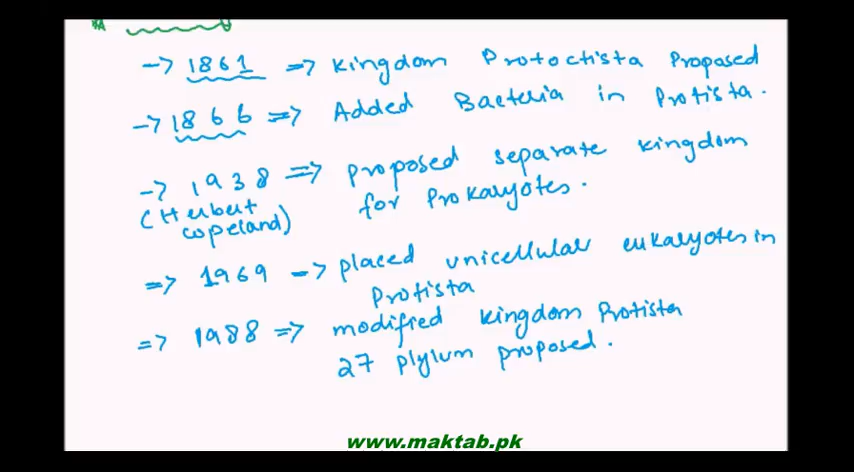 -> 1861 => Kingdom Protoctista Proposed
-> 1866 => Added Bacteria in Protista.
-> 1938 => Proposed separate kingdom
(Herbert copeland) for Prokaryotes.
=> 1969 -> placed unicellular eukaryotes in
Protista
=> 1988 => modified kingdom Protista
27 plylum proposed.
www.maktab.pk